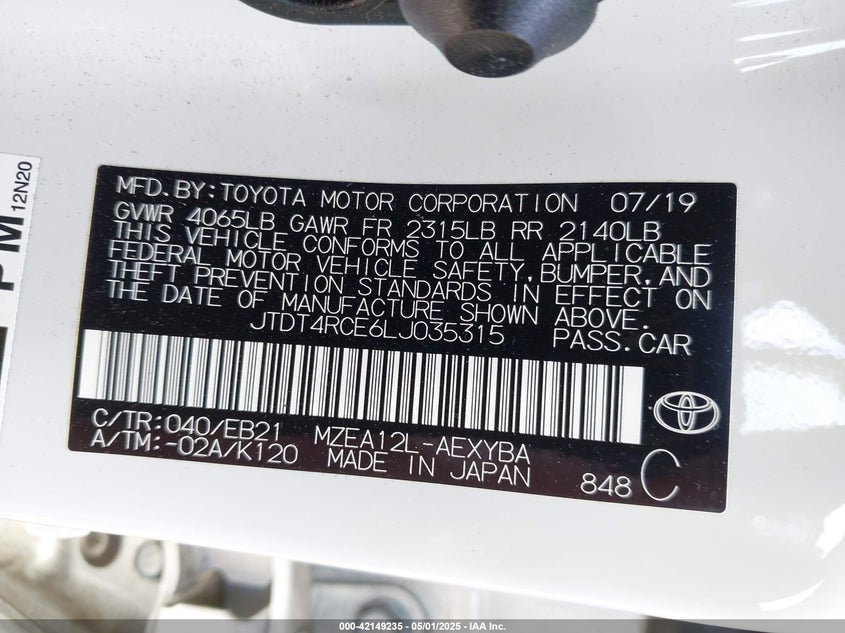 MFD.BY:TOYOTA MOTOR CORPORATION 07/19
GVWR 4065LB GAWR FR 2315LB RR 2140LB
THIS VEHICLE CONFORMS TO ALL APPLICABLE
FEDERAL MOTOR VEHICLE SAFETY,BUMPER,AND
THEFT PREVENTION STANDARDS IN EFFECT ON
THE DATE OF MANUFACTURE SHOWN ABOVE.
JTDT4RCE6LJ035315 PASS.CAR
C/TR:040/EB21 MZEA12L-AEXYBA
A/TM:-02A/K120 MADE IN JAPAN
848 C
PM
12N20
000-42149235 - 05/01/2025 - IAA Inc.